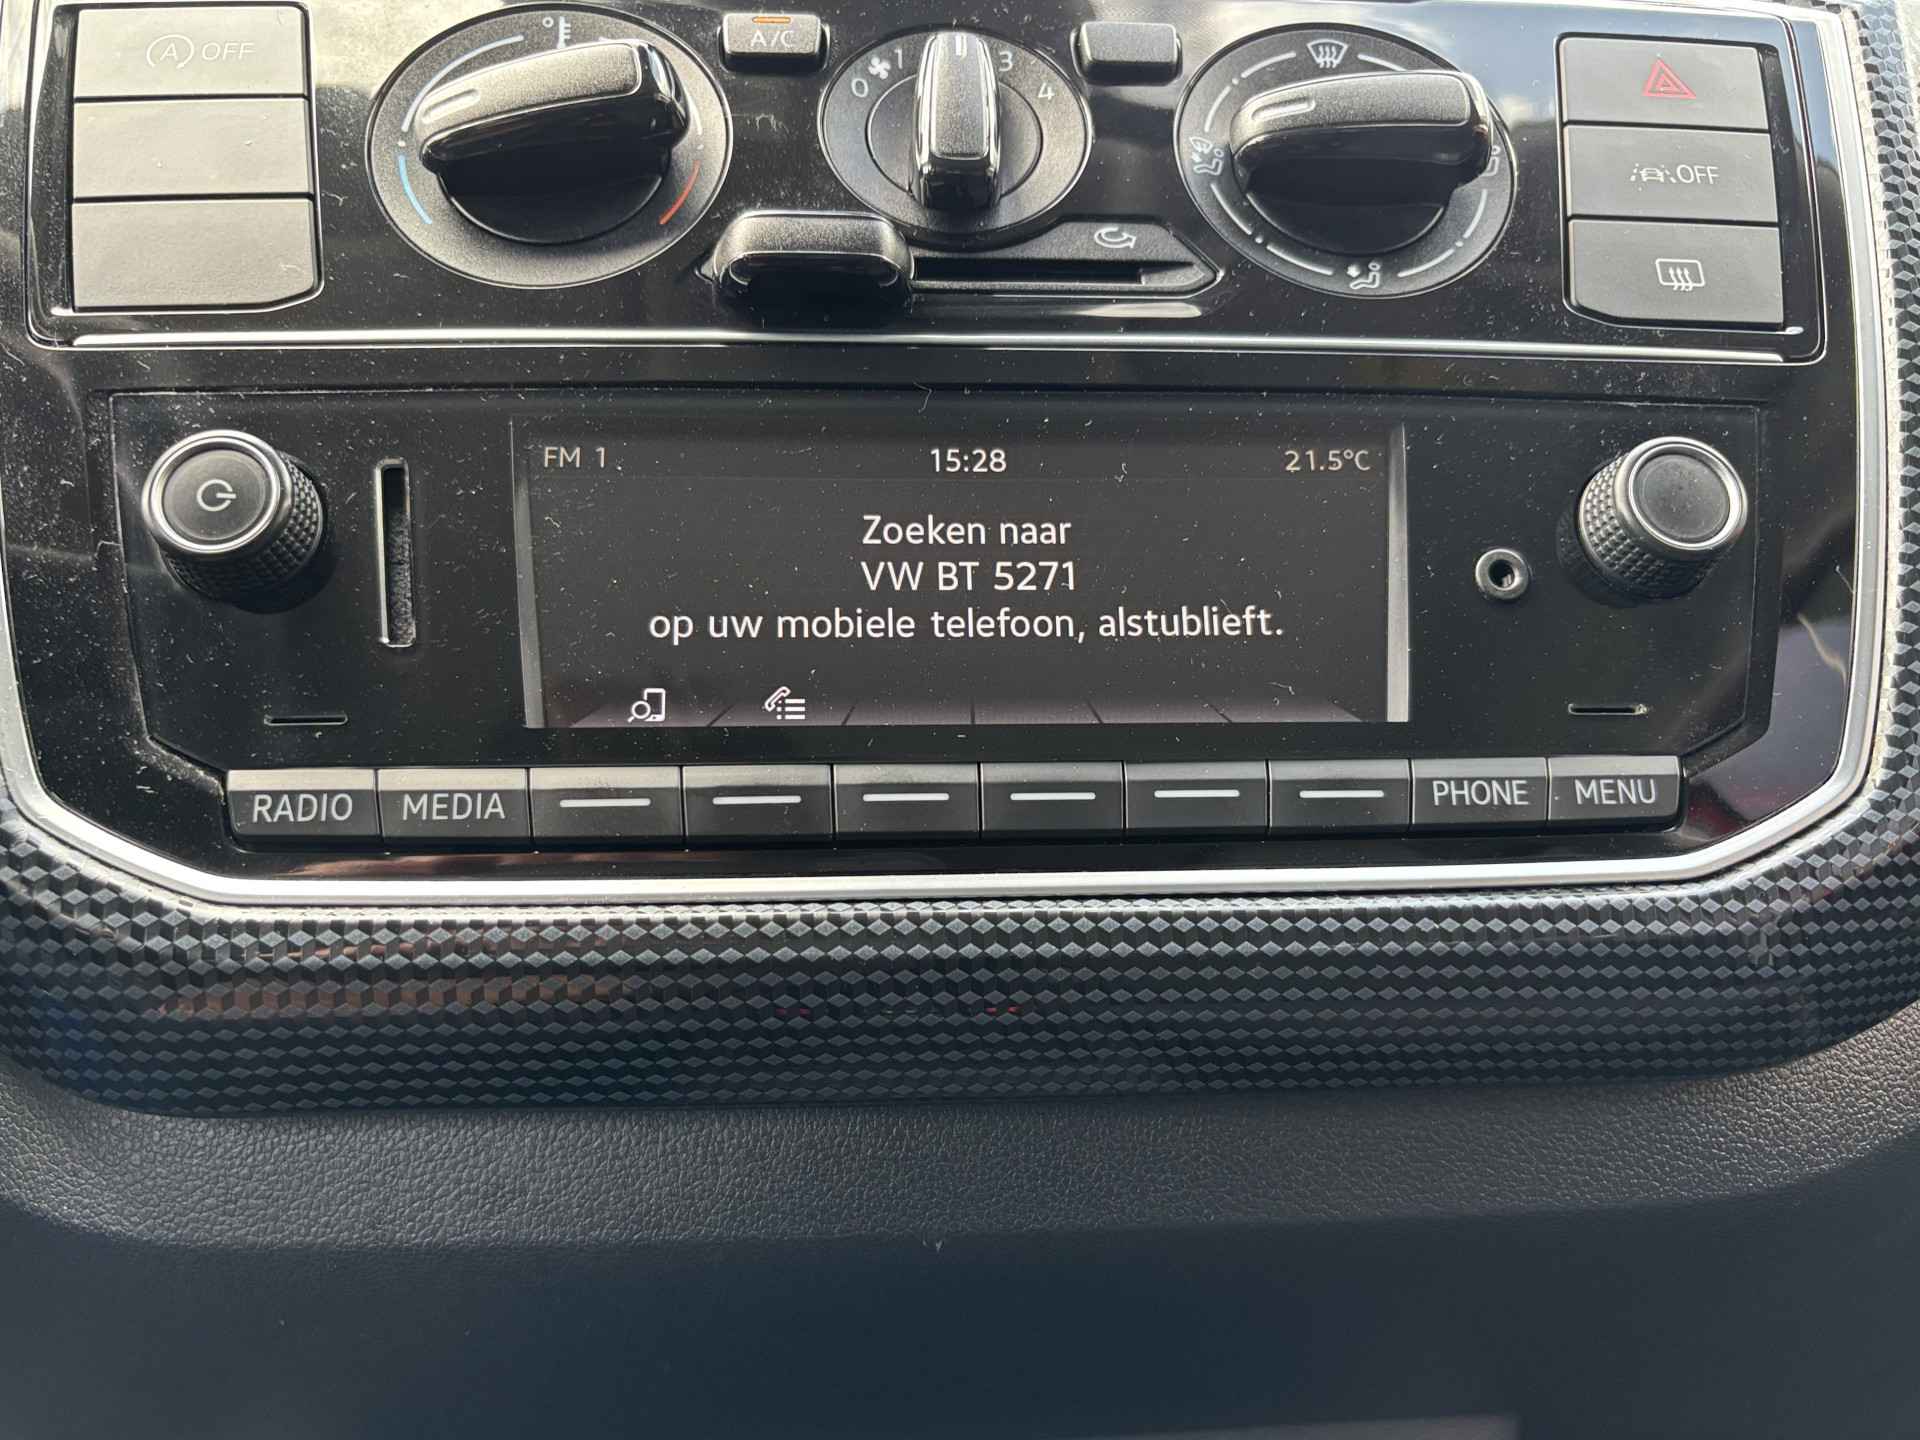 OFF
A/C
0 1 3 4
OFF
FM 1 15:28 21.5°C
Zoeken naar
VW BT 5271
op uw mobiele telefoon, alstublieft.
RADIO MEDIA PHONE MENU